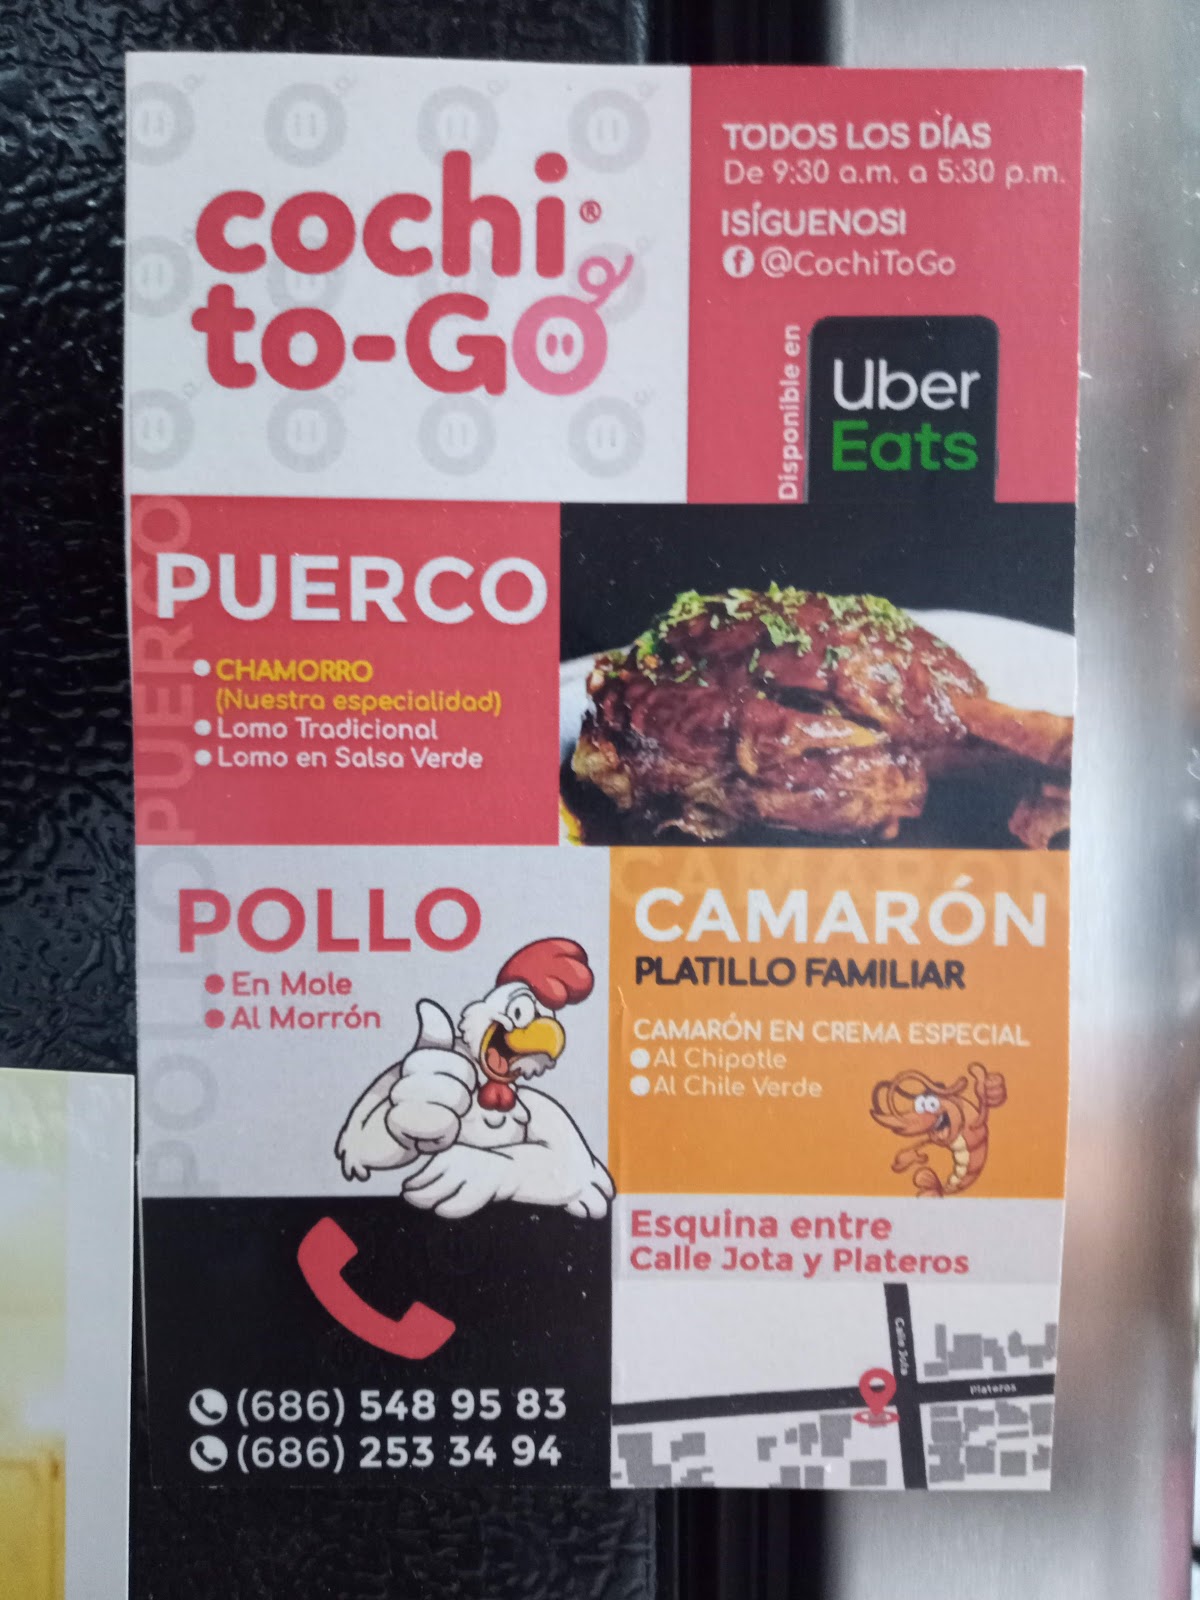 cochi®
to-Go
TODOS LOS DÍAS
De 9:30 a.m. a 5:30 p.m.
¡SÍGUENOS!
@CochiToGo
Disponible en
Uber
Eats
PUERCO
PUERCO
CHAMORRO
(Nuestra especialidad)
Lomo Tradicional
Lomo en Salsa Verde
POLLO
POLLO
En Mole
Al Morrón
CAMARÓN
CAMARÓN
PLATILLO FAMILIAR
CAMARÓN EN CREMA ESPECIAL
Al Chipotle
Al Chile Verde
Esquina entre
Calle Jota y Plateros
Calle Jota
Plateros
(686) 548 95 83
(686) 253 34 94